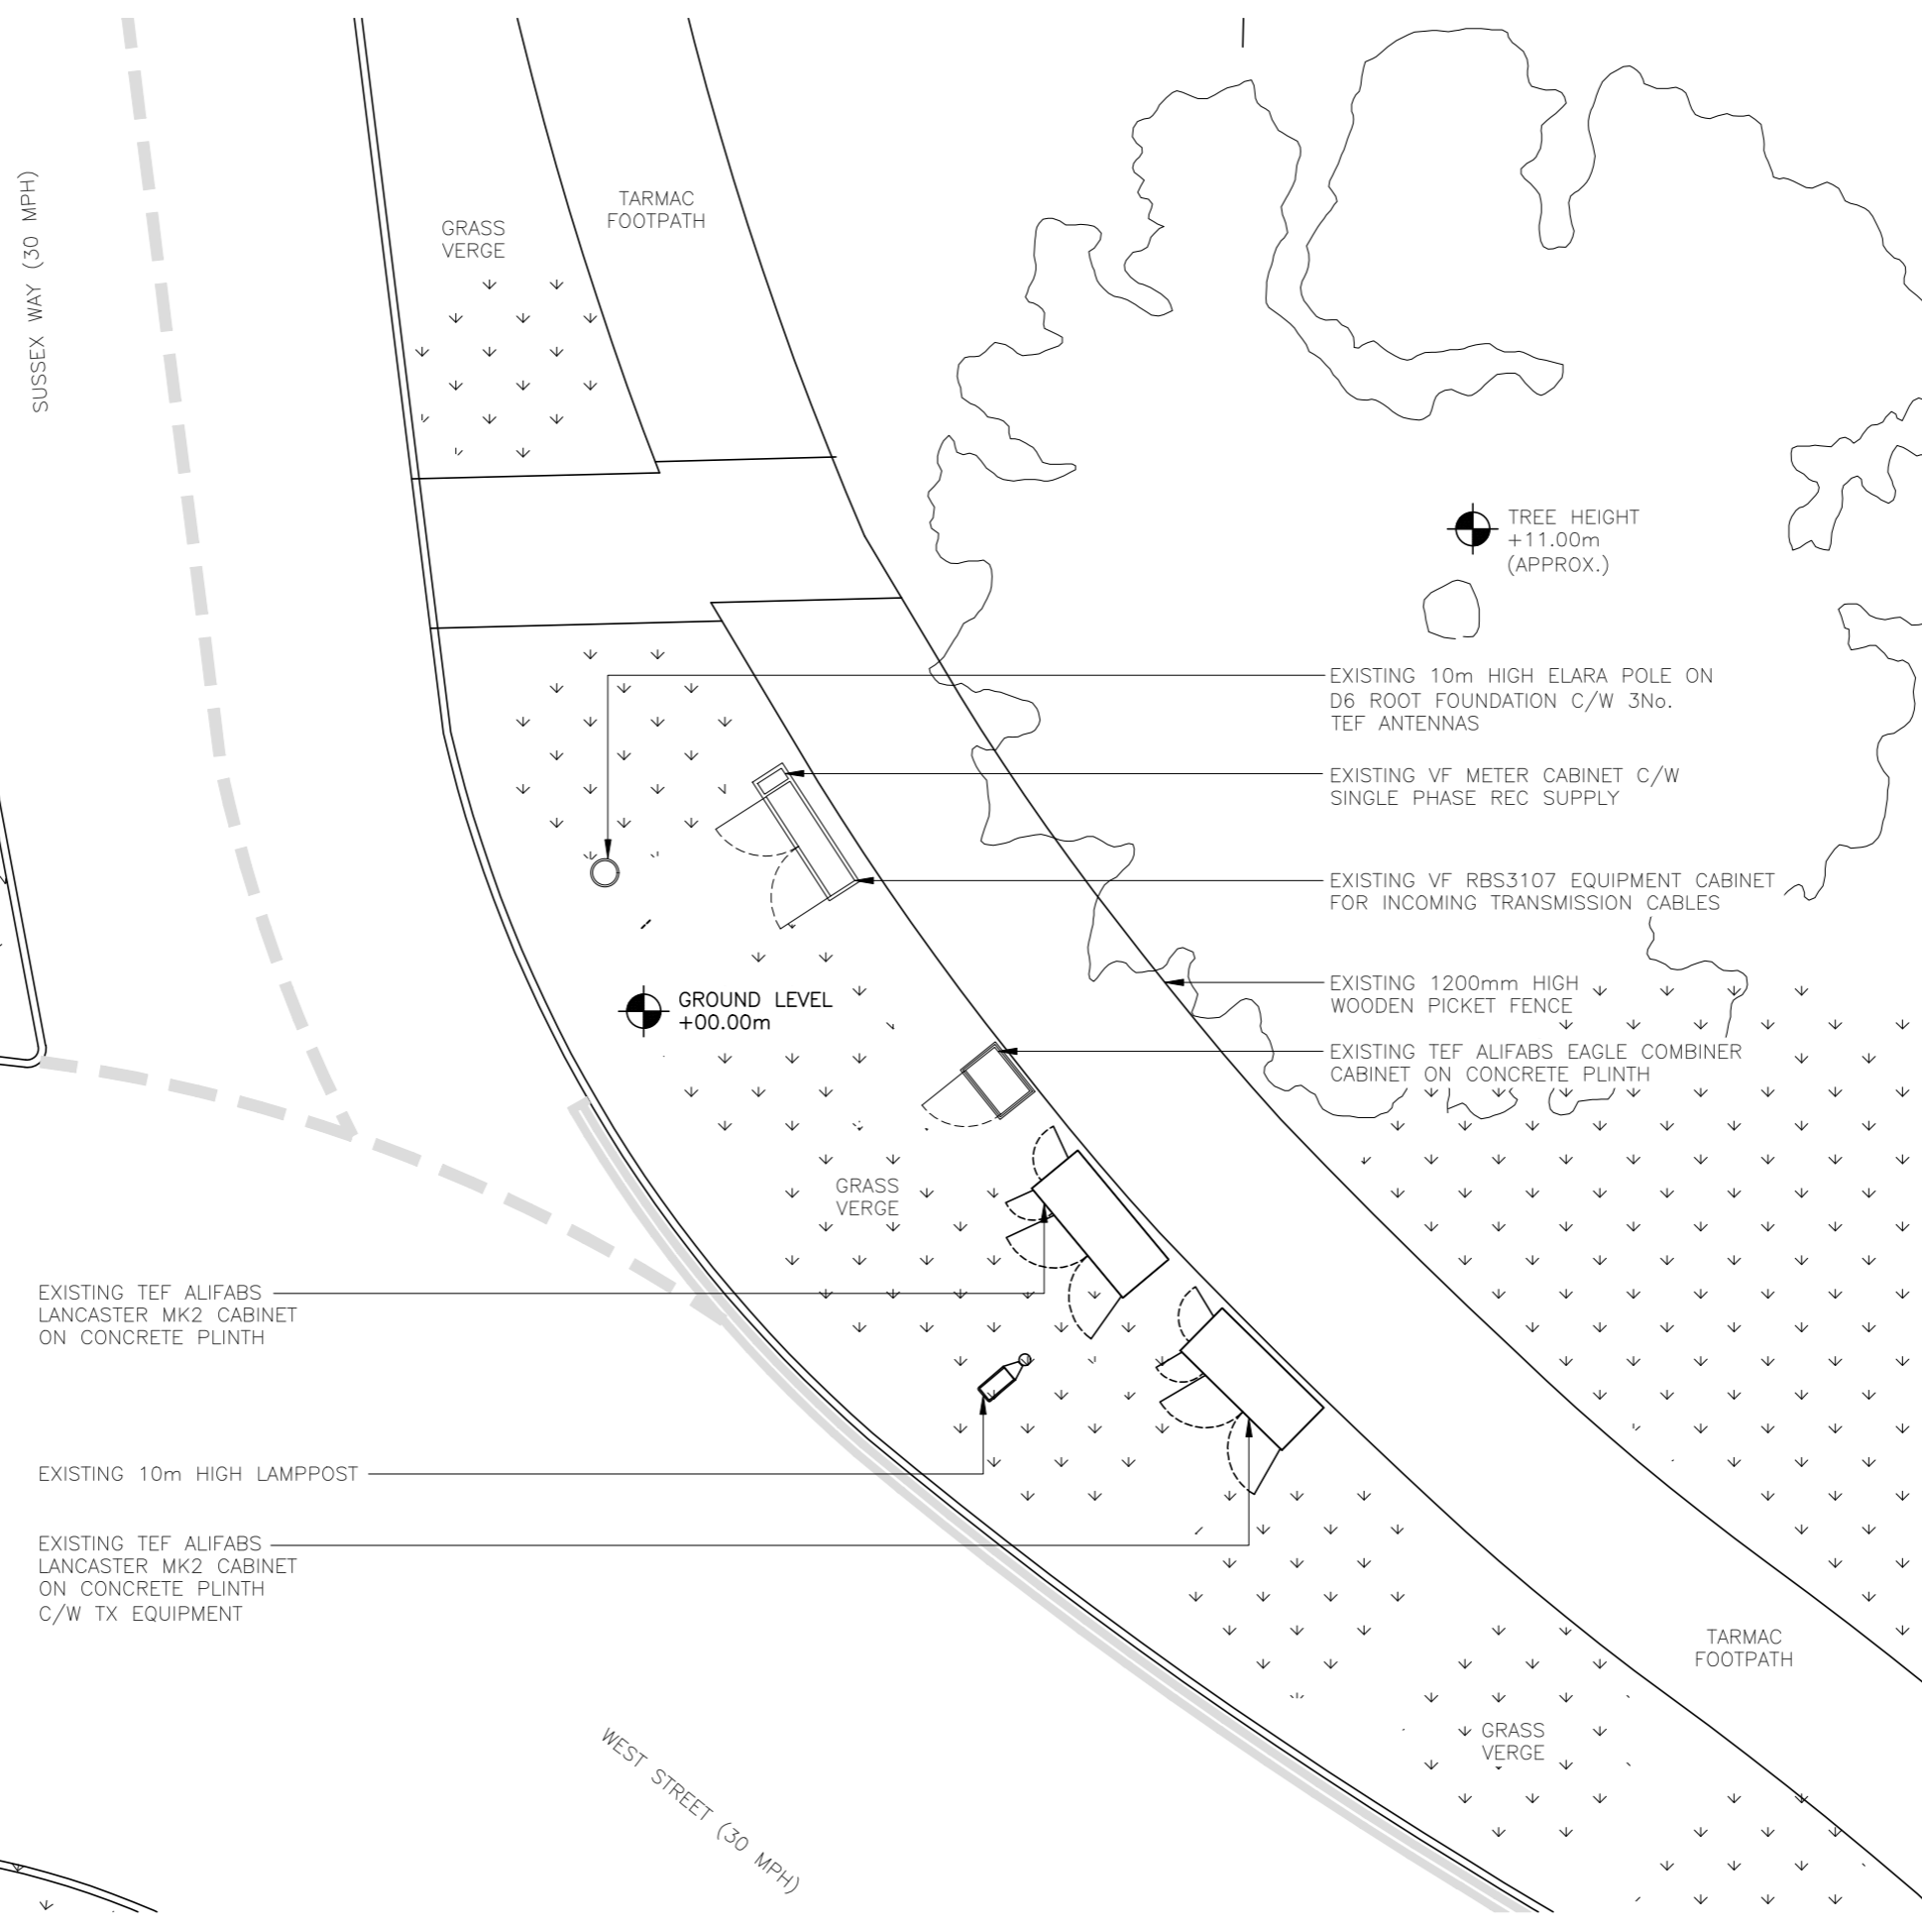 SUSSEX WAY (30 MPH)
GRASS
VERGE
TARMAC
FOOTPATH
TREE HEIGHT
+11.00m
(APPROX.)
EXISTING 10m HIGH ELARA POLE ON
D6 ROOT FOUNDATION C/W 3No.
TEF ANTENNAS
EXISTING VF METER CABINET C/W
SINGLE PHASE REC SUPPLY
EXISTING VF RBS3107 EQUIPMENT CABINET
FOR INCOMING TRANSMISSION CABLES
EXISTING 1200mm HIGH
WOODEN PICKET FENCE
GROUND LEVEL
+00.00m
EXISTING TEF ALIFABS EAGLE COMBINER
CABINET ON CONCRETE PLINTH
GRASS
VERGE
EXISTING TEF ALIFABS
LANCASTER MK2 CABINET
ON CONCRETE PLINTH
EXISTING 10m HIGH LAMPPOST
EXISTING TEF ALIFABS
LANCASTER MK2 CABINET
ON CONCRETE PLINTH
C/W TX EQUIPMENT
TARMAC
FOOTPATH
GRASS
VERGE
WEST STREET (30 MPH)